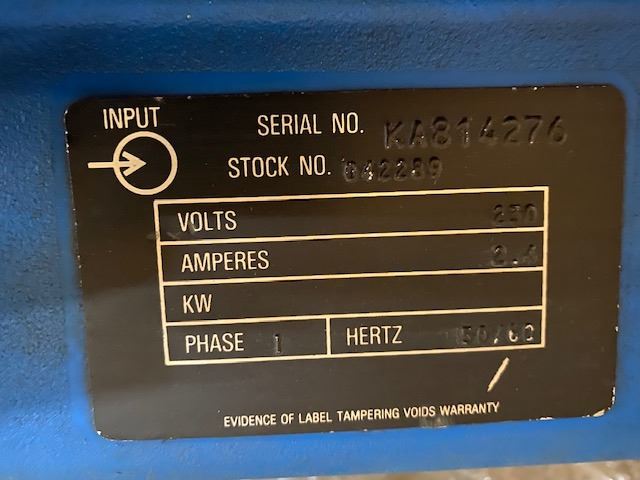 INPUT
SERIAL NO. KA814276
STOCK NO. 042289
VOLTS 230
AMPERES
KW
PHASE 1 HERTZ 50/60
EVIDENCE OF LABEL TAMPERING VOIDS WARRANTY